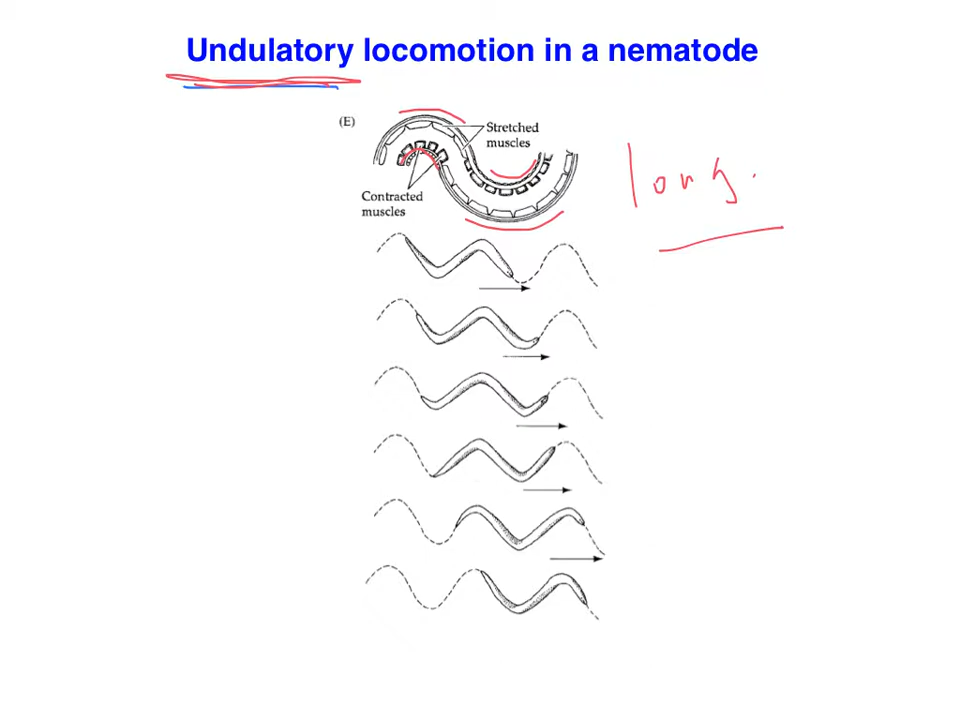 Undulatory locomotion in a nematode
(E)
Stretched
muscles
Contracted
muscles
long.